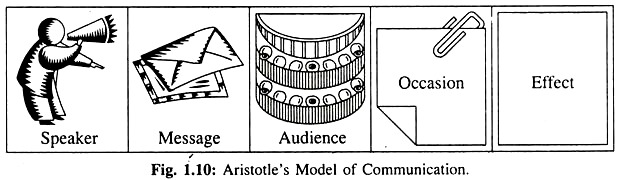 Speaker
Message
Audience
Occasion
Effect
Fig. 1.10: Aristotle's Model of Communication.